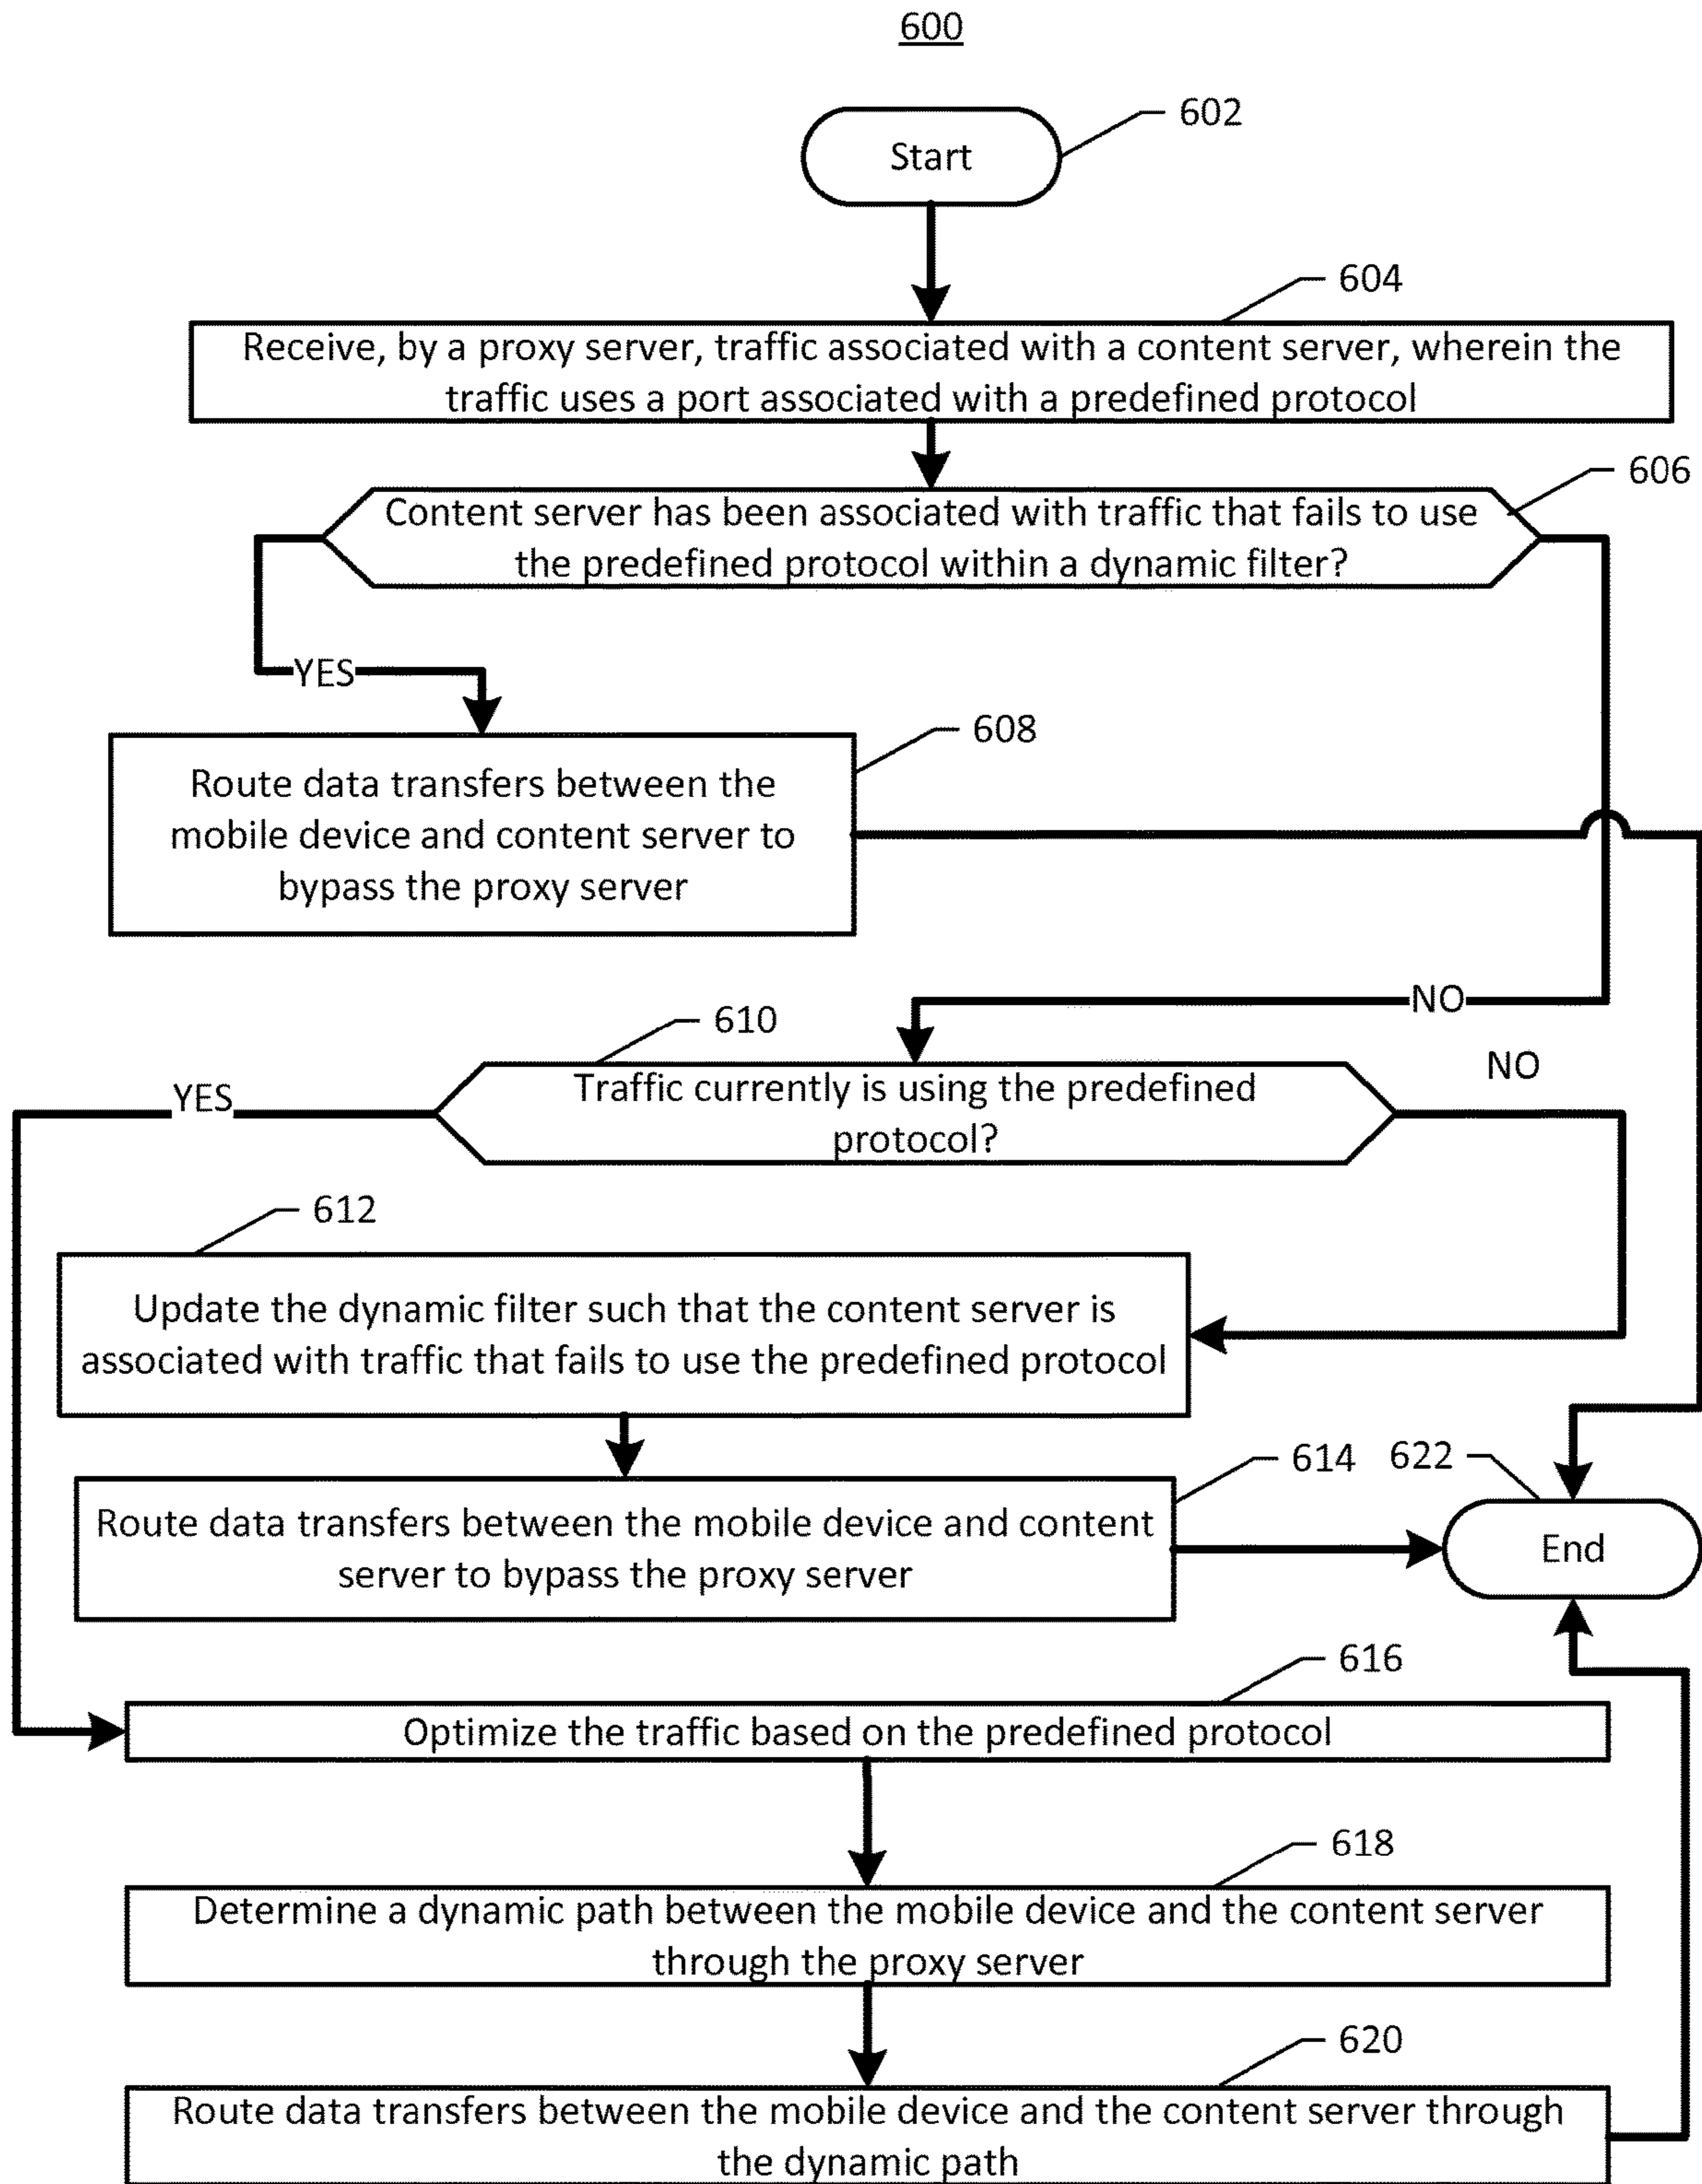 600
602
Start
604
Receive, by a proxy server, traffic associated with a content server, wherein the
traffic uses a port associated with a predefined protocol
606
Content server has been associated with traffic that fails to use
the predefined protocol within a dynamic filter?
YES
608
Route data transfers between the
mobile device and content server to
bypass the proxy server
NO
610
NO
Traffic currently is using the predefined
protocol?
YES
612
Update the dynamic filter such that the content server is
associated with traffic that fails to use the predefined protocol
614
622
Route data transfers between the mobile device and content
server to bypass the proxy server
End
616
Optimize the traffic based on the predefined protocol
618
Determine a dynamic path between the mobile device and the content server
through the proxy server
620
Route data transfers between the mobile device and the content server through
the dynamic path